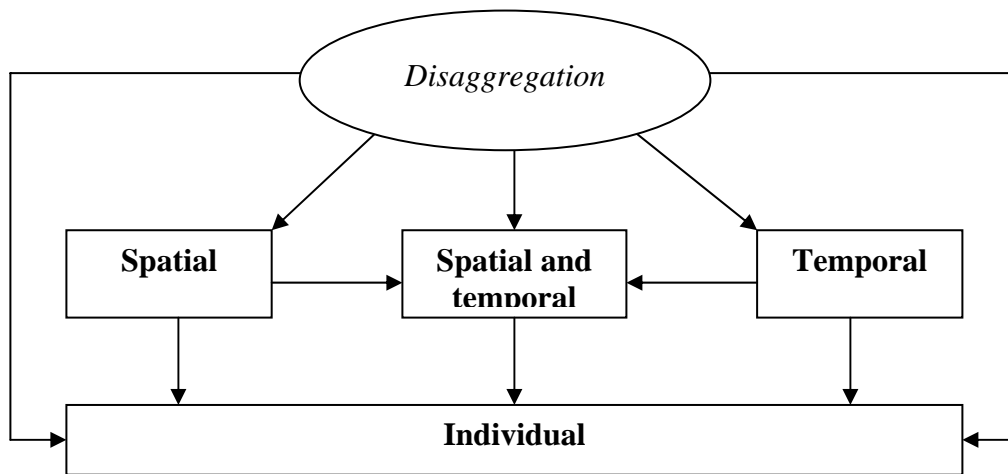 Disaggregation
Spatial
Spatial and
temporal
Temporal
Individual